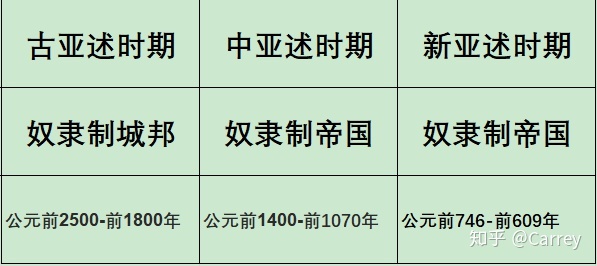 古亚述时期 中亚述时期 新亚述时期
奴隶制城邦 奴隶制帝国 奴隶制帝国
公元前2500-前1800年 公元前1400-前1070年 公元前746-前609年
知乎 @Carrey